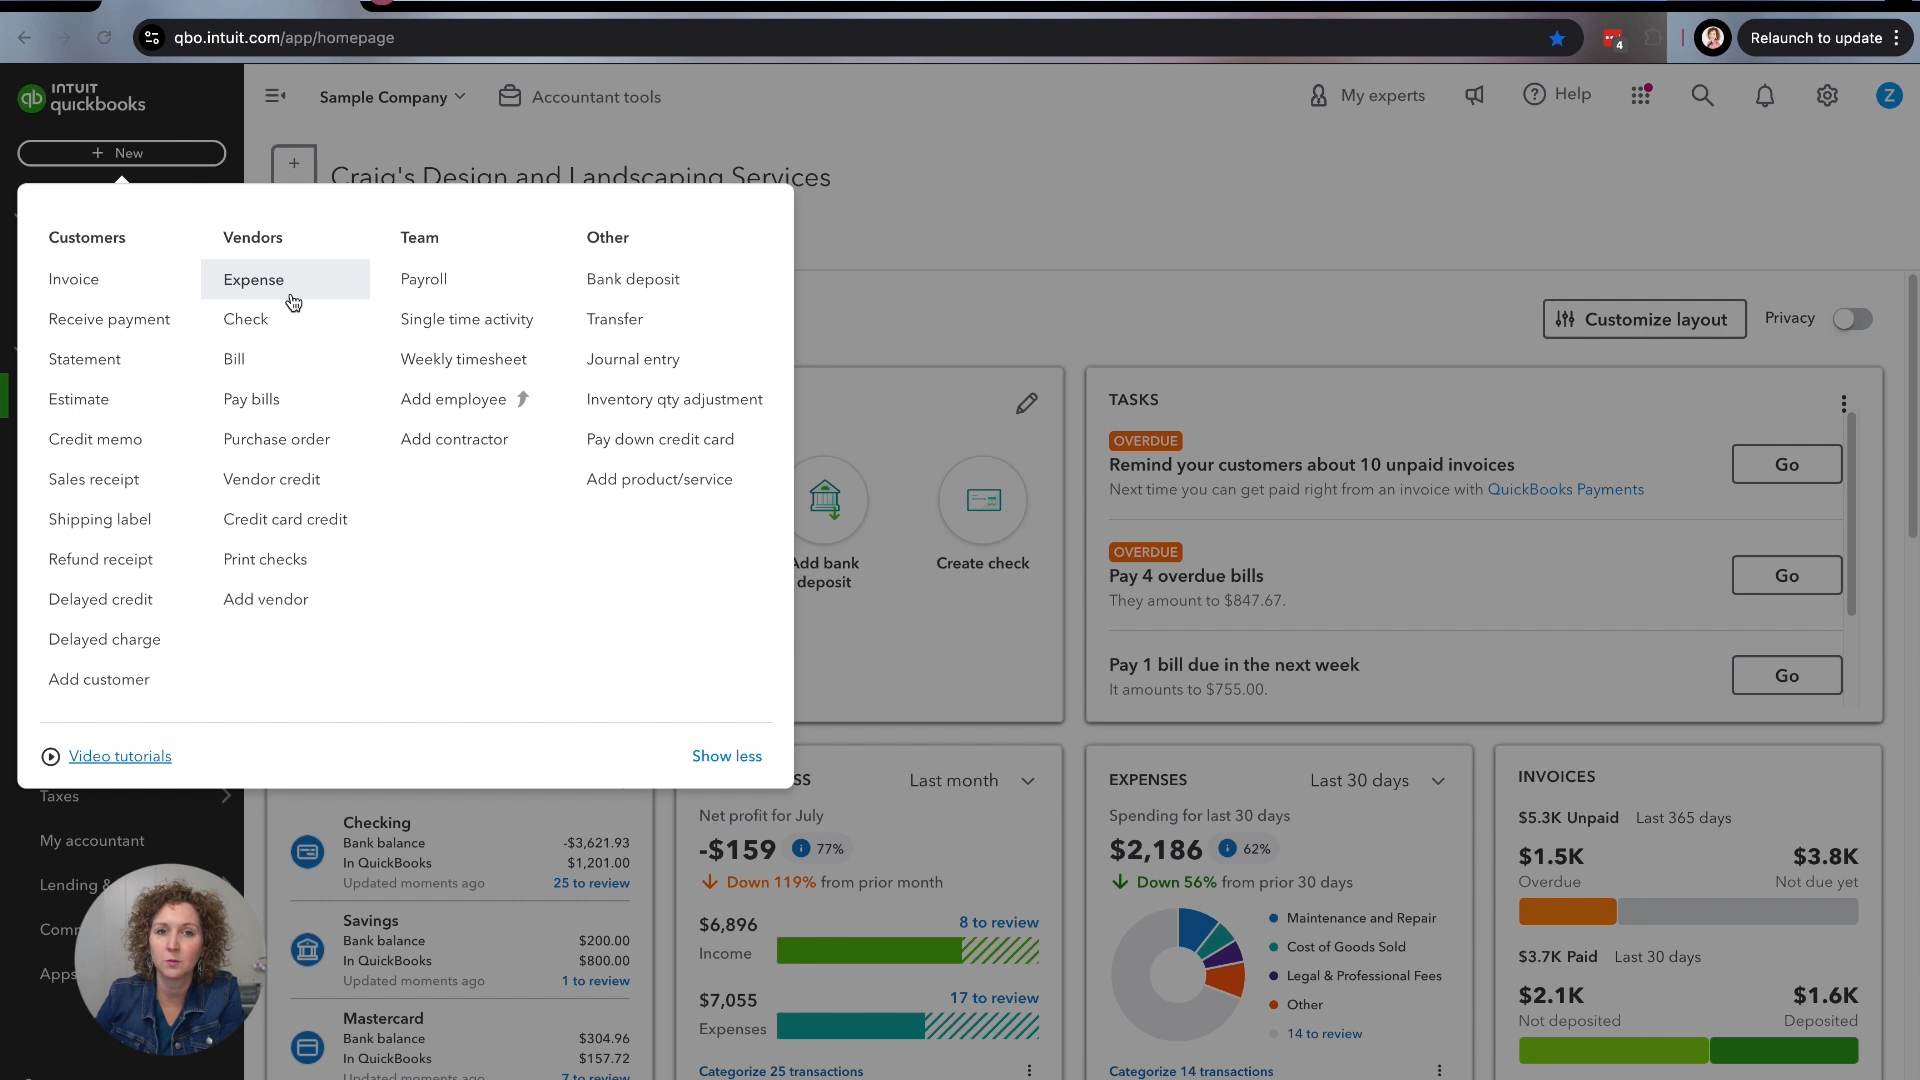 qbo.intuit.com/app/homepage
4
Relaunch to update
INTUIT
quickbooks
qb
Sample Company
Accountant tools
My experts
Help
Z
+ New
Craig's Design and Landscaping Services
Customers
Invoice
Receive payment
Statement
Estimate
Credit memo
Sales receipt
Shipping label
Refund receipt
Delayed credit
Delayed charge
Add customer
Vendors
Expense
Check
Bill
Pay bills
Purchase order
Vendor credit
Credit card credit
Print checks
Add vendor
Team
Payroll
Single time activity
Weekly timesheet
Add employee
Add contractor
Other
Bank deposit
Transfer
Journal entry
Inventory qty adjustment
Pay down credit card
Add product/service
Video tutorials
Show less
Customize layout
Privacy
Add bank
deposit
Create check
TASKS
OVERDUE
Remind your customers about 10 unpaid invoices
Next time you can get paid right from an invoice with QuickBooks Payments
Go
OVERDUE
Pay 4 overdue bills
They amount to $847.67.
Go
Pay 1 bill due in the next week
It amounts to $755.00.
Go
Taxes
My accountant
Lending &
Apps
Checking
Bank balance -$3,621.93
In QuickBooks $1,201.00
Updated moments ago 25 to review
Savings
Bank balance $200.00
In QuickBooks $800.00
Updated moments ago 1 to review
Mastercard
Bank balance $304.96
In QuickBooks $157.72
Updated moments ago 7 to review
Last month
Net profit for July
-$159 77%
Down 119% from prior month
$6,896 8 to review
Income
$7,055 17 to review
Expenses
Categorize 25 transactions
EXPENSES Last 30 days
Spending for last 30 days
$2,186 62%
Down 56% from prior 30 days
Maintenance and Repair
Cost of Goods Sold
Legal & Professional Fees
Other
14 to review
Categorize 14 transactions
INVOICES
$5.3K Unpaid Last 365 days
$1.5K $3.8K
Overdue Not due yet
$3.7K Paid Last 30 days
$2.1K $1.6K
Not deposited Deposited